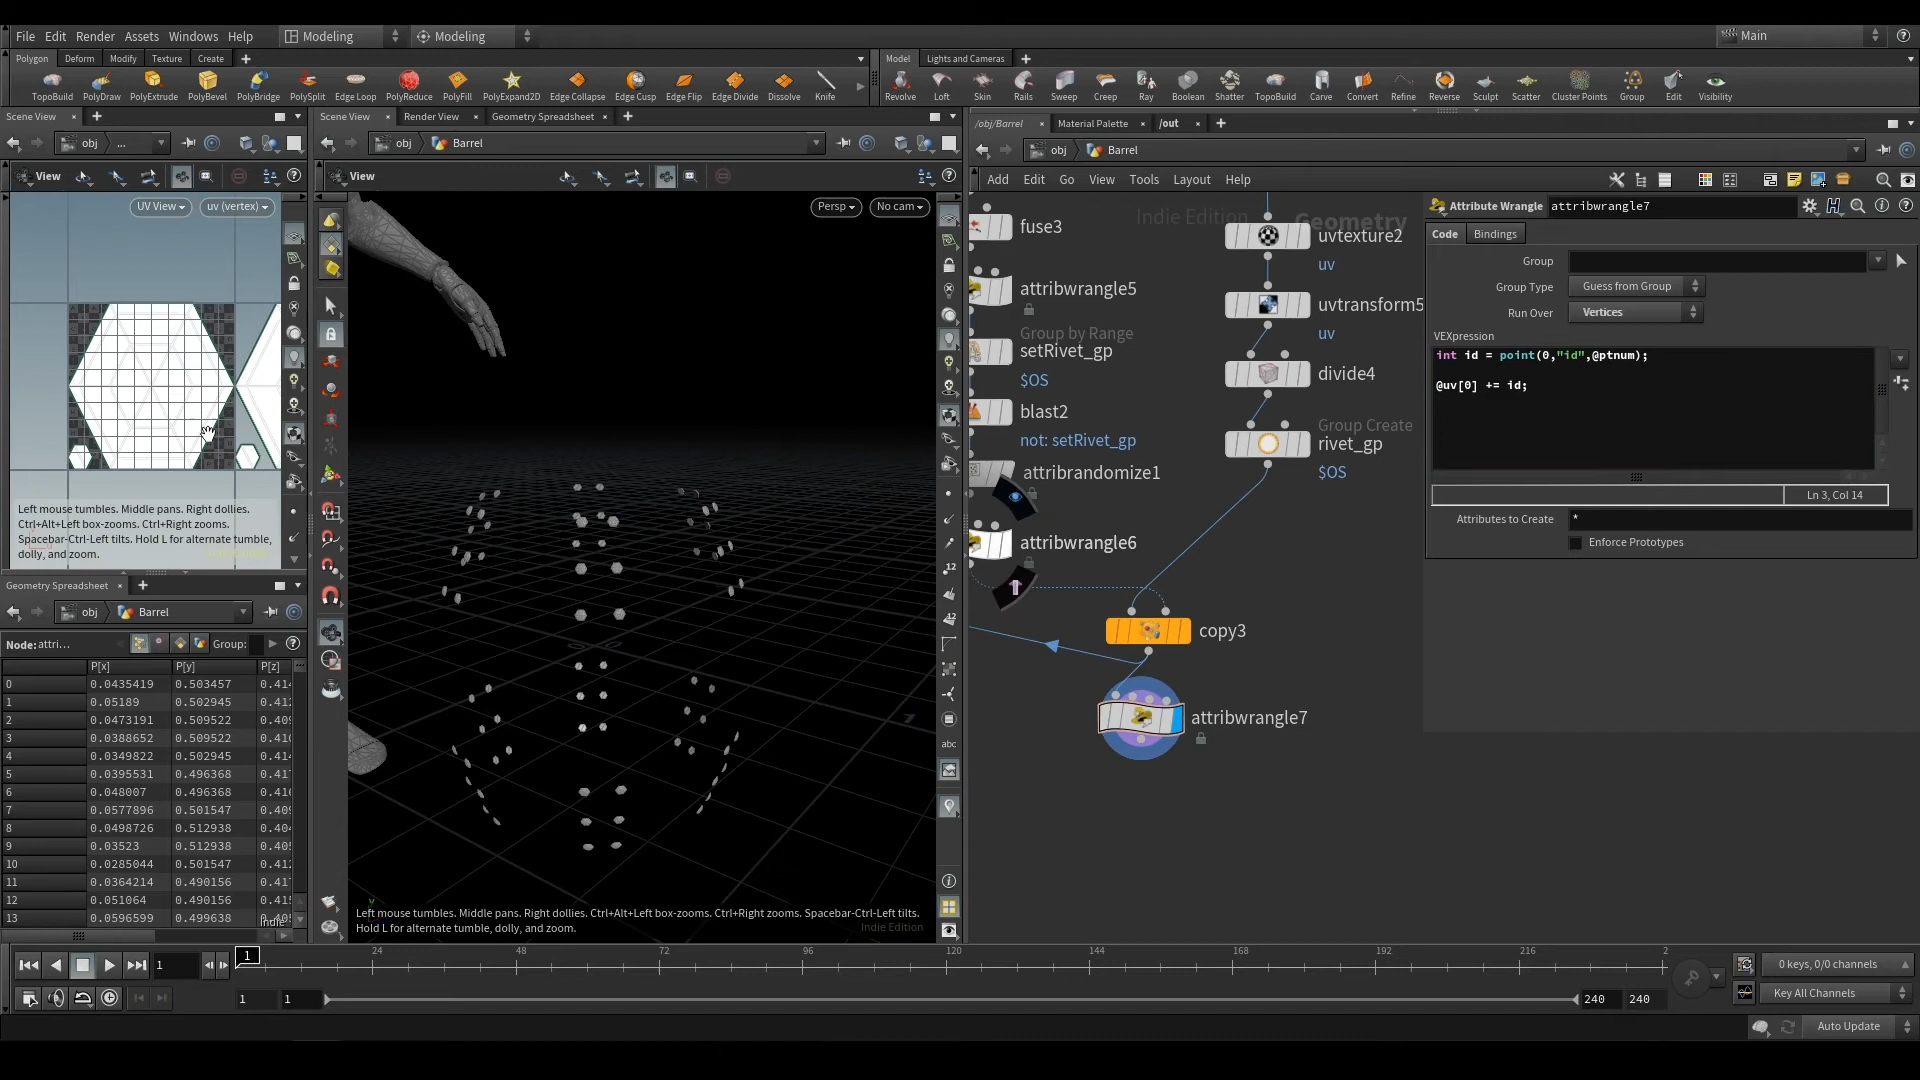 File Edit Render Assets Windows Help
Modeling
Modeling
Main
Polygon Deform Modify Texture Create
Model Lights and Cameras
TopoBuild PolyDraw PolyExtrude PolyBevel PolyBridge PolySplit Edge Loop PolyReduce PolyFill PolyExpand2D Edge Collapse Edge Cusp Edge Flip Edge Divide Dissolve Knife
Revolve Loft Skin Rails Sweep Creep Ray Boolean Shatter TopoBuild Carve Convert Refine Reverse Sculpt Scatter Cluster Points Group Edit Visibility
Scene View
Scene View Render View Geometry Spreadsheet
/obj/Barrel Material Palette /out
obj ...
obj Barrel
obj Barrel
View
View
Add Edit Go View Tools Layout Help
UV View uv (vertex)
Persp No cam
Left mouse tumbles. Middle pans. Right dollies.
Ctrl+Alt+Left box-zooms. Ctrl+Right zooms.
Spacebar-Ctrl-Left tilts. Hold L for alternate tumble,
dolly, and zoom.
Geometry Spreadsheet
obj Barrel
Node: attri... Group:
P[x] P[y] P[z]
0 0.0435419 0.503457 0.414
1 0.05189 0.502945
2 0.0473191 0.509522
3 0.0388652 0.509522
4 0.0349822 0.502945
5 0.0395531 0.496368
6 0.048007 0.496368
7 0.0577896 0.501547
8 0.0498726 0.512938
9 0.03523 0.512938
10 0.0285044 0.501547
11 0.0364214 0.490156
12 0.051064 0.490156
13 0.0596599 0.499638
Indie
12
12
abc
Left mouse tumbles. Middle pans. Right dollies. Ctrl+Alt+Left box-zooms. Ctrl+Right zooms. Spacebar-Ctrl-Left tilts.
Hold L for alternate tumble, dolly, and zoom.
Indie Edition
Indie Edition
Geometry
fuse3
attribwrangle5
Group by Range
setRivet_gp
$OS
blast2
not: setRivet_gp
attribrandomize1
attribwrangle6
uvtexture2
uv
uvtransform5
uv
divide4
Group Create
rivet_gp
$OS
copy3
attribwrangle7
Attribute Wrangle attribwrangle7
Code Bindings
Group
Group Type Guess from Group
Run Over Vertices
VEXpression
int id = point(0,"id",@ptnum);
@uv[0] += id;
Ln 3, Col 14
Attributes to Create *
Enforce Prototypes
1
1 24 48 72 96 120 144 168 192 216 2
1 1 240 240
0 keys, 0/0 channels
Key All Channels
Auto Update